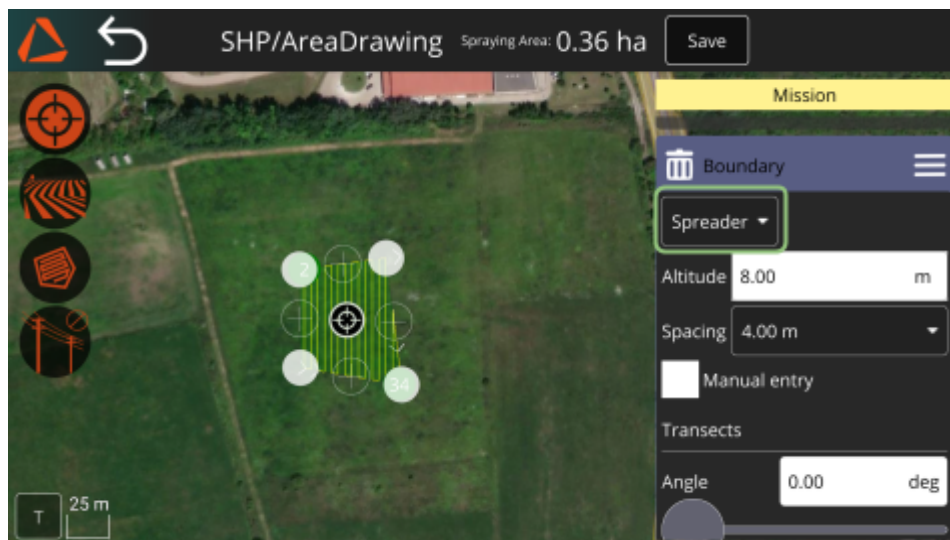 SHP/AreaDrawing Spraying Area: 0.36 ha Save
Mission
Boundary
Spreader
Altitude 8.00 m
Spacing 4.00 m
Manual entry
Transects
Angle 0.00 deg
2
34
T 25 m